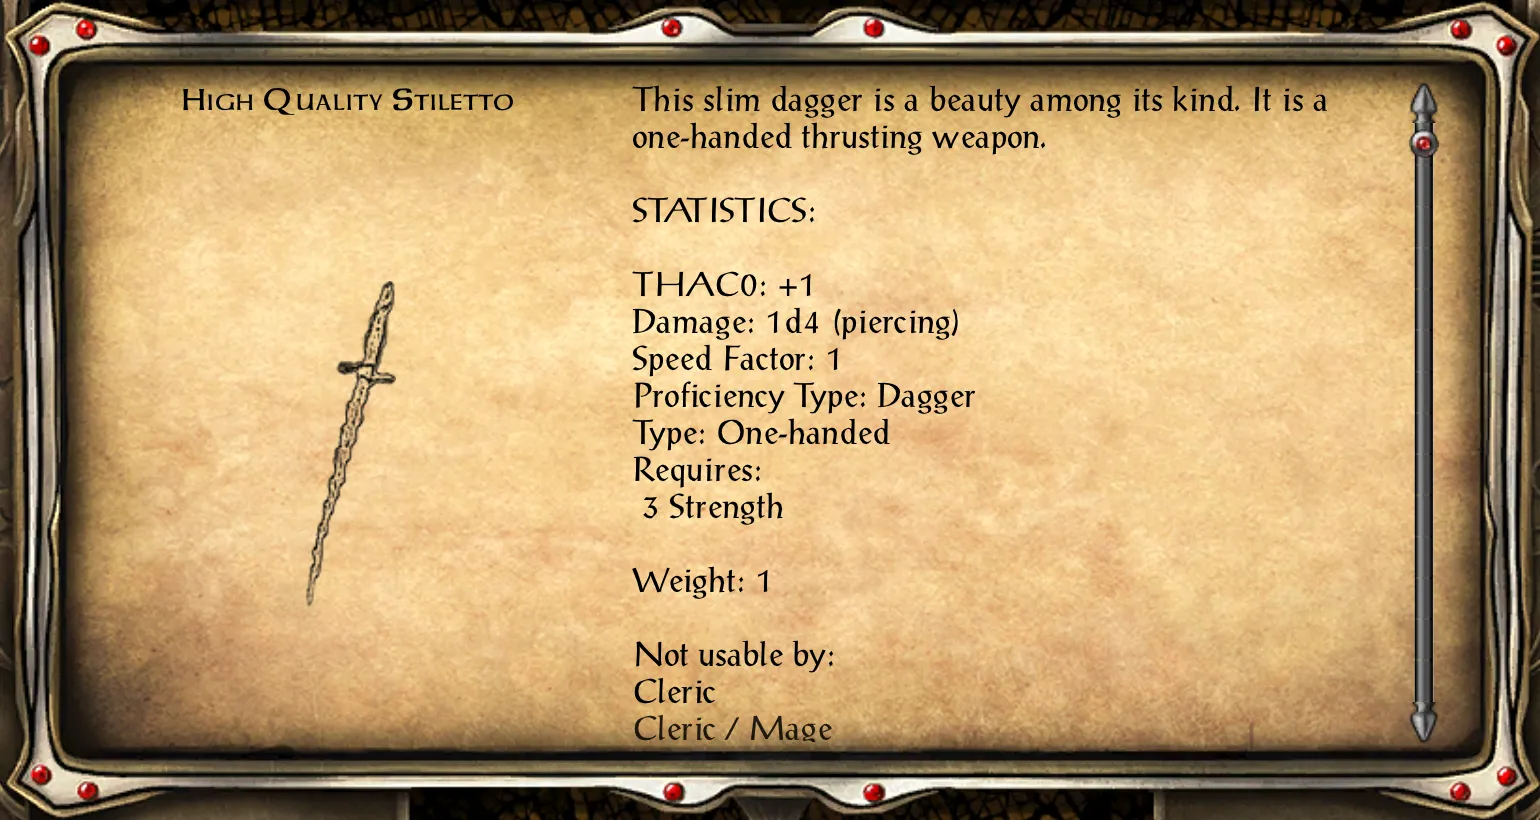 High Quality Stiletto
This slim dagger is a beauty among its kind. It is a
one-handed thrusting weapon.
STATISTICS:
THAC0: +1
Damage: 1d4 (piercing)
Speed Factor: 1
Proficiency Type: Dagger
Type: One-handed
Requires:
3 Strength
Weight: 1
Not usable by:
Cleric
Cleric / Mage